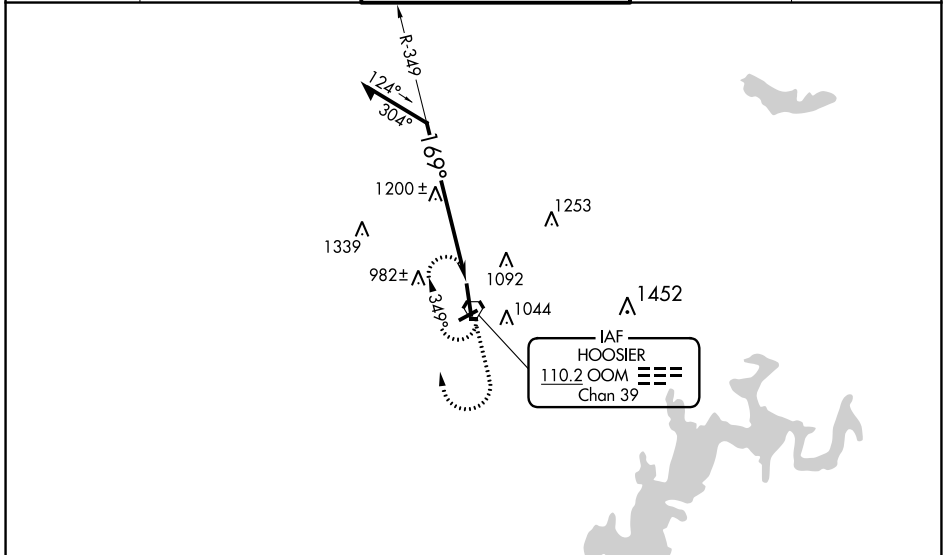 R-349
124°
304°
169°
1200 ±
1253
1339
1092
982±
349°
1044
1452
IAF
HOOSIER
110.2 OOM
Chan 39